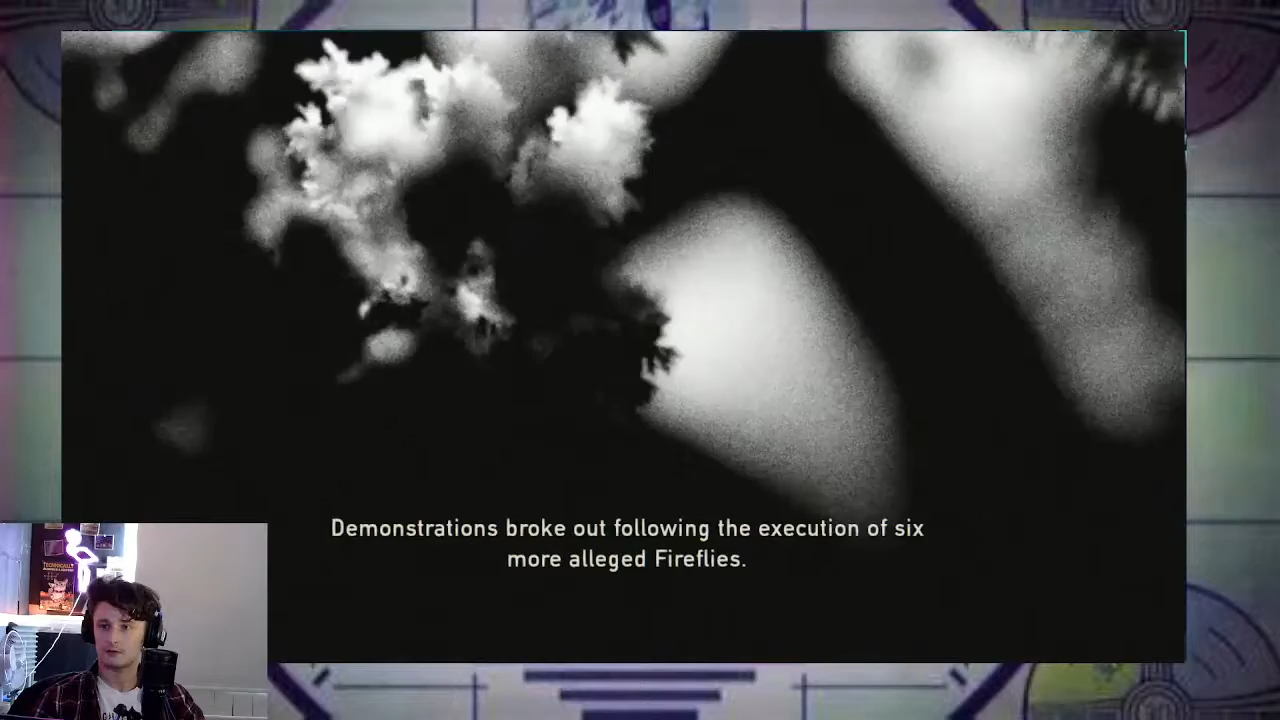 Demonstrations broke out following the execution of six
more alleged Fireflies.